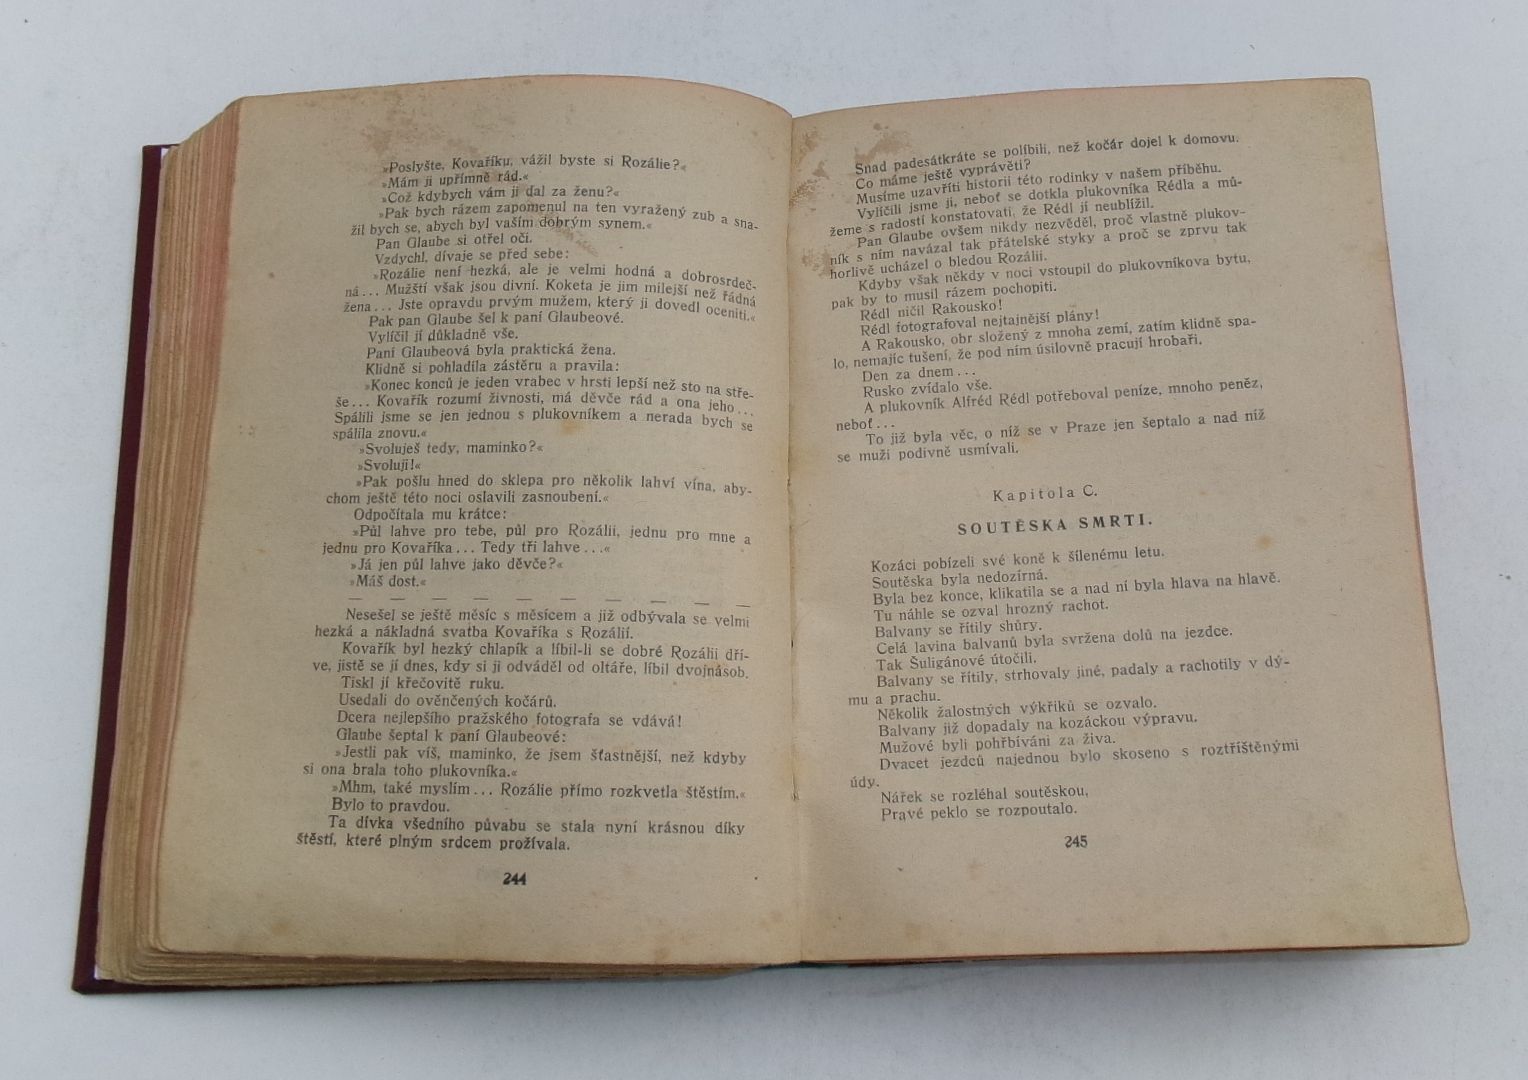 »Poslyšte, Kovaříku, vážil byste si Rozálie?«
»Mám ji upřímně rád.«
»Což kdybych vám ji dal za ženu?«
»Pak bych rázem zapomenul na ten vyražený zub a sna-
žil bych se, abych byl vaším dobrým synem.«
Pan Glaube si otřel oči.
Vzdychl, dívaje se před sebe:
»Rozálie není hezká, ale je velmi hodná a dobrosrdeč-
ná... Mužští však jsou divní. Koketa je jim milejší než řádná
žena... Jste opravdu prvým mužem, který ji dovedl oceniti.«
Pak pan Glaube šel k paní Glaubeové.
Vylíčil jí důkladně vše.
Paní Glaubeová byla praktická žena.
Klidně si pohladila zástěru a pravila:
»Konec konců je jeden vrabec v hrsti lepší než sto na stře-
še... Kovařík rozumí živnosti, má děvče rád a ona jeho...
Spálili jsme se jen jednou s plukovníkem a nerada bych se
spálila znovu.«
»Svoluješ tedy, maminko?«
»Svoluji!«
»Pak pošlu hned do sklepa pro několik lahví vína, aby-
chom ještě této noci oslavili zasnoubení.«
Odpočítala mu krátce:
»Půl lahve pro tebe, půl pro Rozálii, jednu pro mne a
jednu pro Kovaříka... Tedy tři lahve...«
»Já jen půl lahve jako děvče?«
»Máš dost.«
— — — — — — — — — — — —
Nesešel se ještě měsíc s měsícem a již odbývala se velmi
hezká a nákladná svatba Kovaříka s Rozálií.
Kovařík byl hezký chlapík a líbil-li se dobré Rozálii dří-
ve, jistě se jí dnes, kdy si ji odváděl od oltáře, líbil dvojnásob.
Tiskl jí křečovitě ruku.
Usedali do ověnčených kočárů.
Dcera nejlepšího pražského fotografa se vdává!
Glaube šeptal k paní Glaubeové:
»Jestli pak víš, maminko, že jsem šťastnější, než kdyby
si ona brala toho plukovníka.«
»Mhm, také myslím... Rozálie přímo rozkvetla štěstím.«
Bylo to pravdou.
Ta dívka všedního půvabu se stala nyní krásnou díky
štěstí, které plným srdcem prožívala.
244
Snad padesátkráte se políbili, než kočár dojel k domovu.
Co máme ještě vyprávěti?
Musíme uzavříti historii této rodinky v našem příběhu.
Vylíčili jsme ji, neboť se dotkla plukovníka Rédla a mů-
žeme s radostí konstatovati, že Rédl jí neublížil.
Pan Glaube ovšem nikdy nezvěděl, proč vlastně plukov-
ník s ním navázal tak přátelské styky a proč se zprvu tak
horlivě ucházel o bledou Rozálii.
Kdyby však někdy v noci vstoupil do plukovníkova bytu,
pak by to musil rázem pochopiti.
Rédl ničil Rakousko!
Rédl fotografoval nejtajnější plány!
A Rakousko, obr složený z mnoha zemí, zatím klidně spa-
lo, nemajíc tušení, že pod ním úsilovně pracují hrobaři.
Den za dnem...
Rusko zvídalo vše.
A plukovník Alfréd Rédl potřeboval peníze, mnoho peněz,
neboť...
To již byla věc, o níž se v Praze jen šeptalo a nad níž
se muži podivně usmívali.
Kapitola C.
SOUTĚSKA SMRTI.
Kozáci pobízeli své koně k šílenému letu.
Soutěska byla nedozírná.
Byla bez konce, klikatila se a nad ní byla hlava na hlavě.
Tu náhle se ozval hrozný rachot.
Balvany se řítily shůry.
Celá lavina balvanů byla svržena dolů na jezdce.
Tak Šuligánové útočili.
Balvany se řítily, strhovaly jiné, padaly a rachotily v dý-
mu a prachu.
Několik žalostných výkřiků se ozvalo.
Balvany již dopadaly na kozáckou výpravu.
Mužové byli pohřbíváni za živa.
Dvacet jezdců najednou bylo skoseno s roztříštěnými
údy.
Nářek se rozléhal soutěskou,
Pravé peklo se rozpoutalo.
245